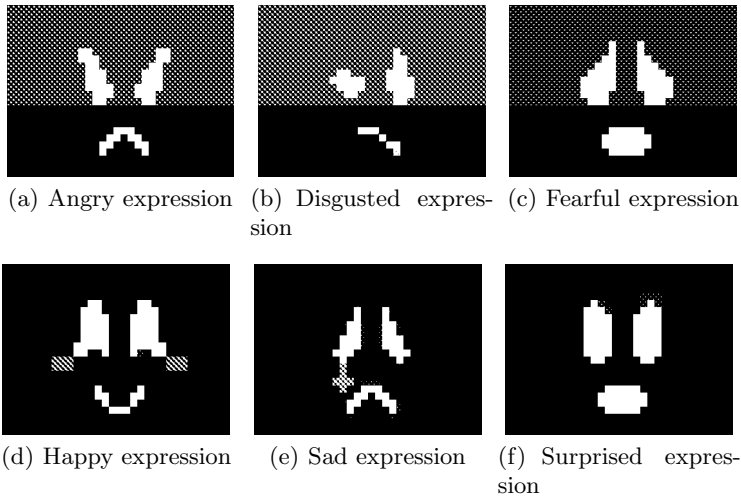 (a) Angry expression
(b) Disgusted expres-
sion
(c) Fearful expression
(d) Happy expression
(e) Sad expression
(f) Surprised expres-
sion